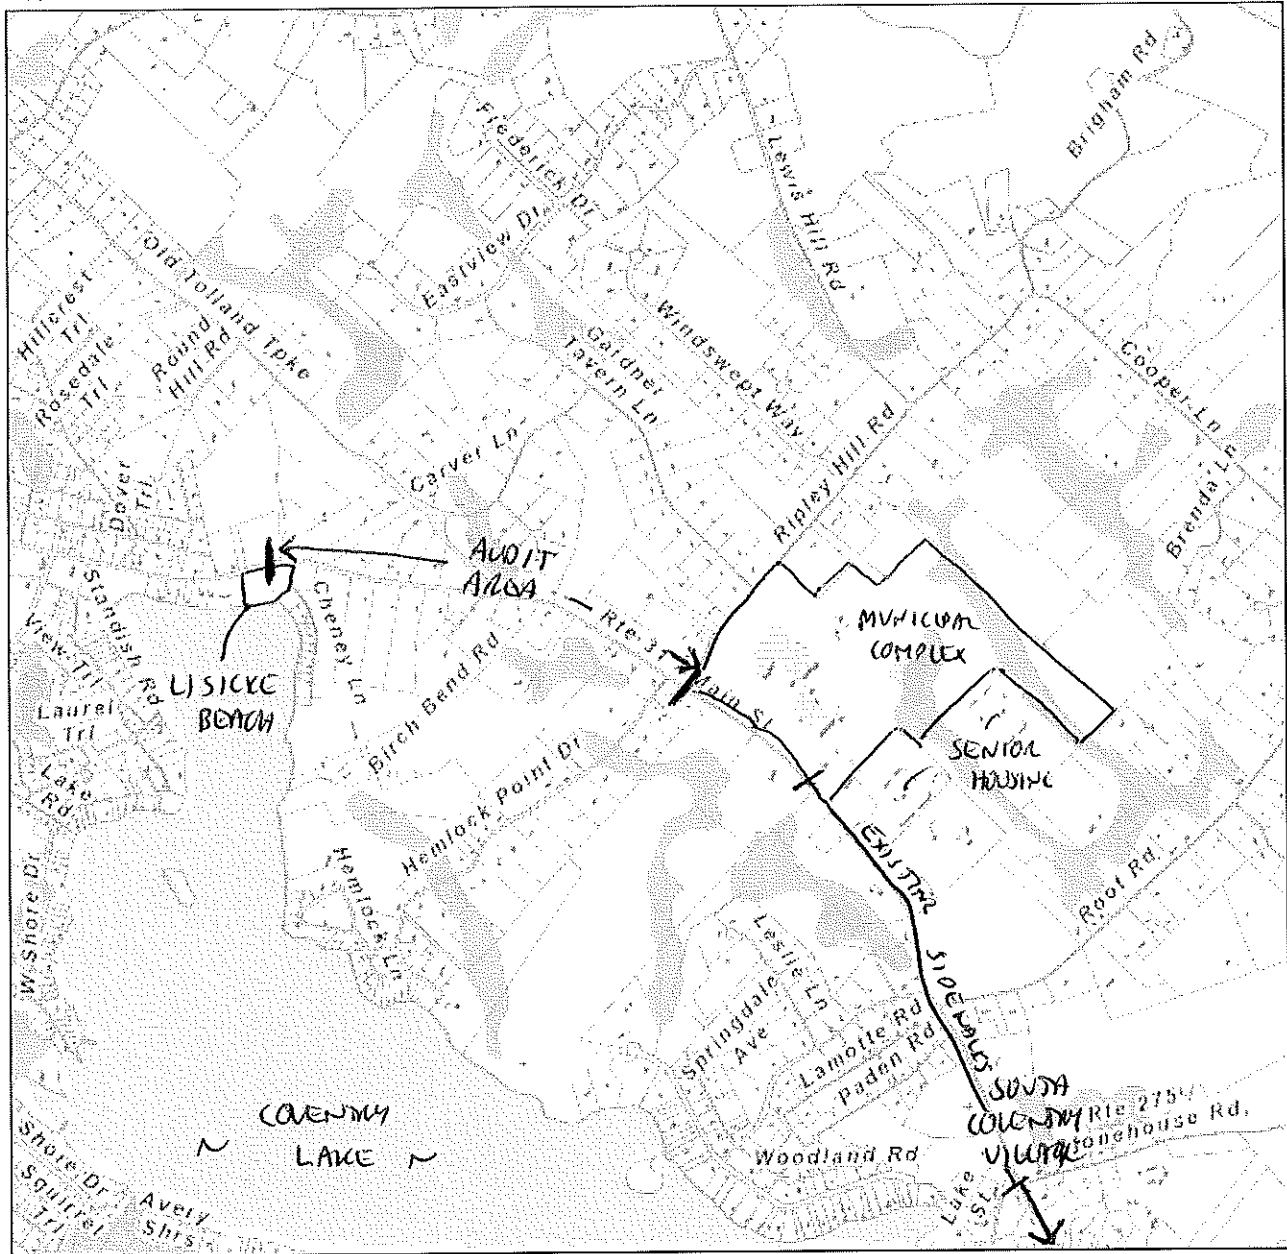 Brigham Rd
Frederick Dr
Lewis Hill Rd
Eastview Dr
Old Tolland Tpke
Hillcrest
Trl
Rosedale
Trl
Round
Hill Rd
Gardner
Tavern Ln
Windswept Way
Cooper Ln
Carver Ln
Ripley Hill Rd
Brenda Ln
Dover
Trl
AUDIT
AREA
Standish Rd
Cheney Ln
Rte 31
MUNICIPAL
COMPLEX
View Trl
LISICKE
BEACH
Main St
Laurel
Trl
Birch Bend Rd
SENIOR
HOUSING
Lake
Rd
Hemlock Point Dr
EXISTING
SIDEWALKS
Hemlock Ln
Root Rd
W Shore Dr
Leslie Ln
Springdale
Ave
Lamotte Rd
Paden Rd
COVENTRY
LAKE
SOUTH
COVENTRY
VILLAGE
Rte 275
Stonehouse Rd
Woodland Rd
Lake
St
Shore Dr
Squirrel
Trl
Avery
Shrs